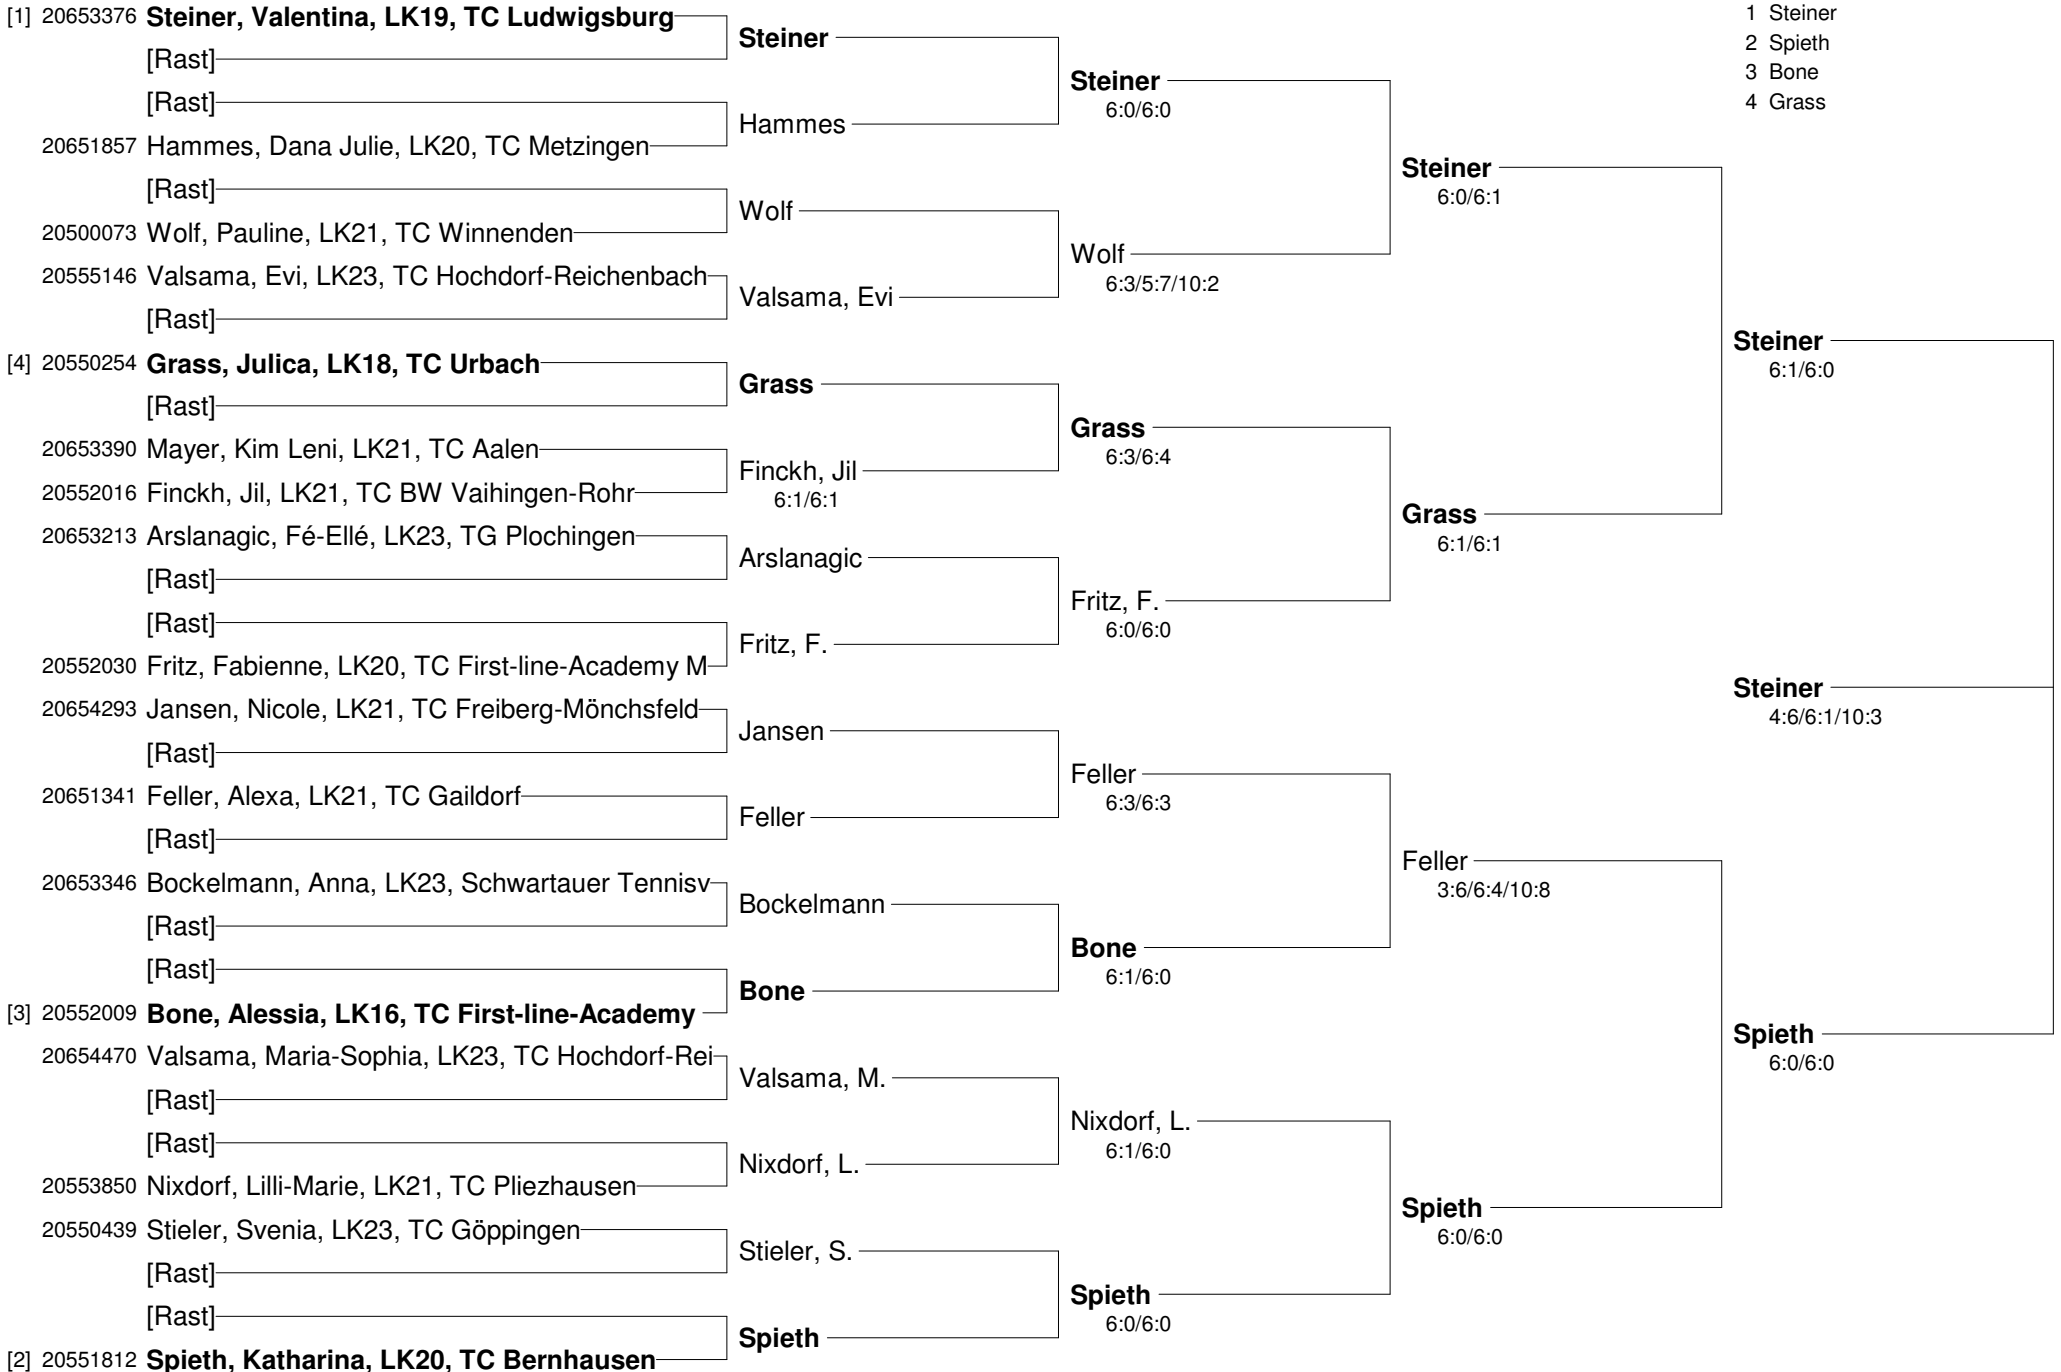 [1] 20653376 Steiner, Valentina, LK19, TC Ludwigsburg
[Rast]
[Rast]
20651857 Hammes, Dana Julie, LK20, TC Metzingen
[Rast]
20500073 Wolf, Pauline, LK21, TC Winnenden
20555146 Valsama, Evi, LK23, TC Hochdorf-Reichenbach
[Rast]
[4] 20550254 Grass, Julica, LK18, TC Urbach
[Rast]
20653390 Mayer, Kim Leni, LK21, TC Aalen
20552016 Finckh, Jil, LK21, TC BW Vaihingen-Rohr
20653213 Arslanagic, Fé-Ellé, LK23, TG Plochingen
[Rast]
[Rast]
20552030 Fritz, Fabienne, LK20, TC First-line-Academy M
20654293 Jansen, Nicole, LK21, TC Freiberg-Mönchsfeld
[Rast]
20651341 Feller, Alexa, LK21, TC Gaildorf
[Rast]
20653346 Bockelmann, Anna, LK23, Schwartauer Tennisv
[Rast]
[Rast]
[3] 20552009 Bone, Alessia, LK16, TC First-line-Academy
20654470 Valsama, Maria-Sophia, LK23, TC Hochdorf-Rei
[Rast]
[Rast]
20553850 Nixdorf, Lilli-Marie, LK21, TC Pliezhausen
20550439 Stieler, Svenia, LK23, TC Göppingen
[Rast]
[Rast]
[2] 20551812 Spieth, Katharina, LK20, TC Bernhausen
Steiner
Hammes
Wolf
Valsama, Evi
Grass
Finckh, Jil
6:1/6:1
Arslanagic
Fritz, F.
Jansen
Feller
Bockelmann
Bone
Valsama, M.
Nixdorf, L.
Stieler, S.
Spieth
Steiner
6:0/6:0
Wolf
6:3/5:7/10:2
Grass
6:3/6:4
Fritz, F.
6:0/6:0
Feller
6:3/6:3
Bone
6:1/6:0
Nixdorf, L.
6:1/6:0
Spieth
6:0/6:0
Steiner
6:0/6:1
Grass
6:1/6:1
Feller
3:6/6:4/10:8
Spieth
6:0/6:0
Steiner
6:1/6:0
Steiner
4:6/6:1/10:3
Spieth
6:0/6:0
1 Steiner
2 Spieth
3 Bone
4 Grass